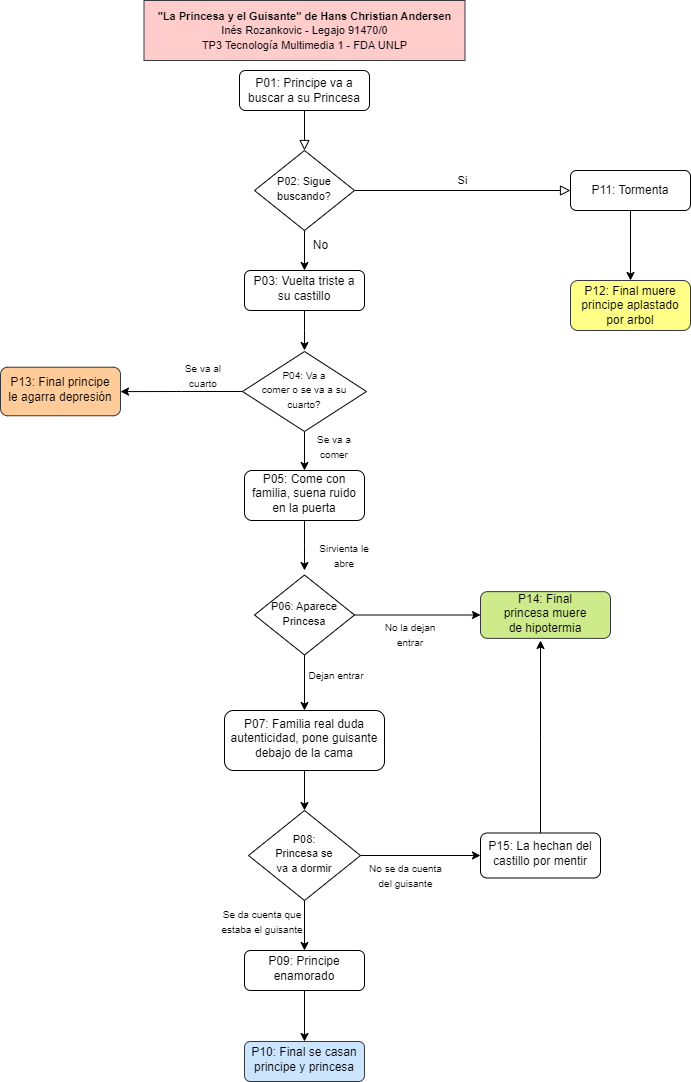 "La Princesa y el Guisante" de Hans Christian Andersen
Inés Rozankovic - Legajo 91470/0
TP3 Tecnología Multimedia 1 - FDA UNLP
P01: Principe va a
buscar a su Princesa
P02: Sigue
buscando?
Si
P11: Tormenta
No
P03: Vuelta triste a
su castillo
P12: Final muere
principe aplastado
por arbol
P04: Va a
comer o se va a su
cuarto?
Se va al
cuarto
P13: Final principe
le agarra depresión
Se va a
comer
P05: Come con
familia, suena ruido
en la puerta
Sirvienta le
abre
P06: Aparece
Princesa
No la dejan
entrar
P14: Final
princesa muere
de hipotermia
Dejan entrar
P07: Familia real duda
autenticidad, pone guisante
debajo de la cama
P08:
Princesa se
va a dormir
No se da cuenta
del guisante
P15: La hechan del
castillo por mentir
Se da cuenta que
estaba el guisante
P09: Principe
enamorado
P10: Final se casan
principe y princesa